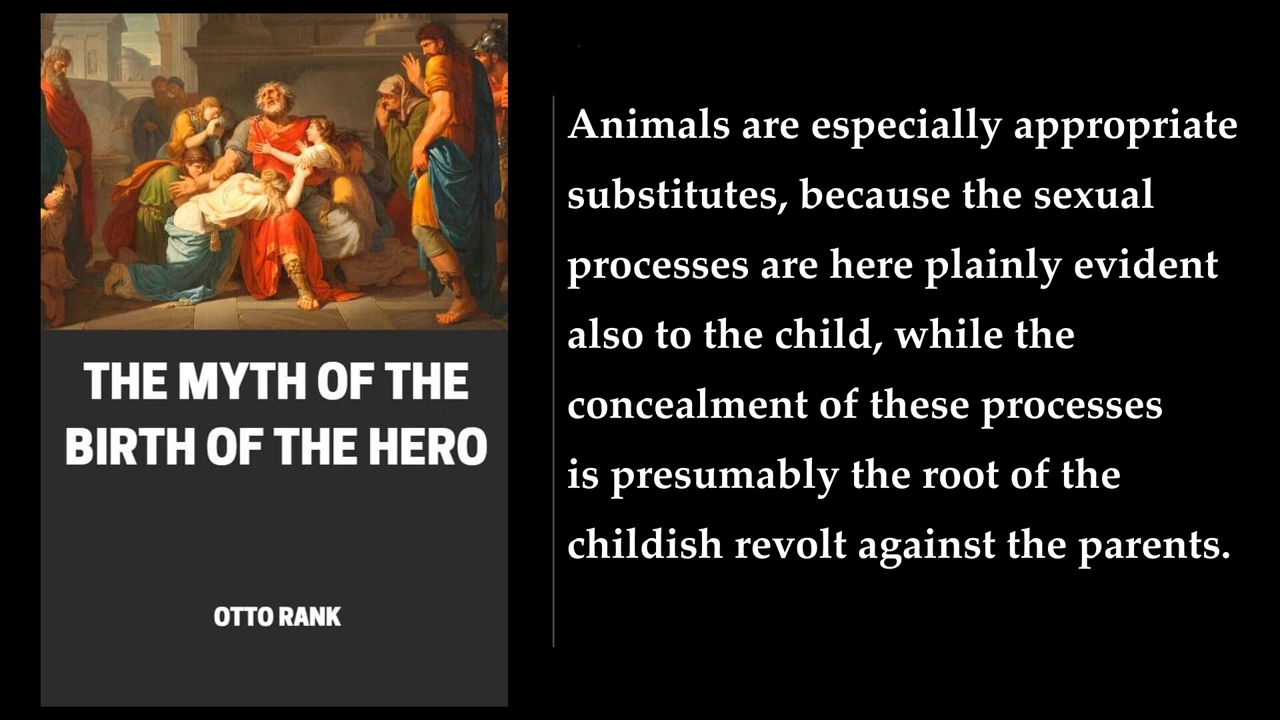 THE MYTH OF THE
BIRTH OF THE HERO
OTTO RANK
Animals are especially appropriate
substitutes, because the sexual
processes are here plainly evident
also to the child, while the
concealment of these processes
is presumably the root of the
childish revolt against the parents.